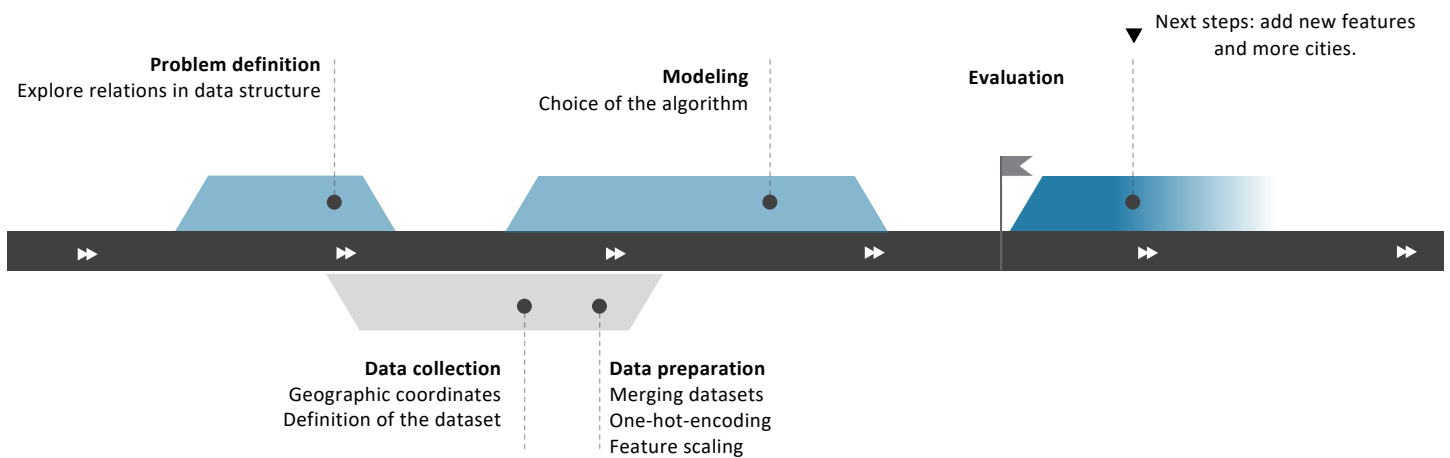 Problem definition
Explore relations in data structure
Modeling
Choice of the algorithm
Evaluation
Next steps: add new features
and more cities.
Data collection
Geographic coordinates
Definition of the dataset
Data preparation
Merging datasets
One-hot-encoding
Feature scaling